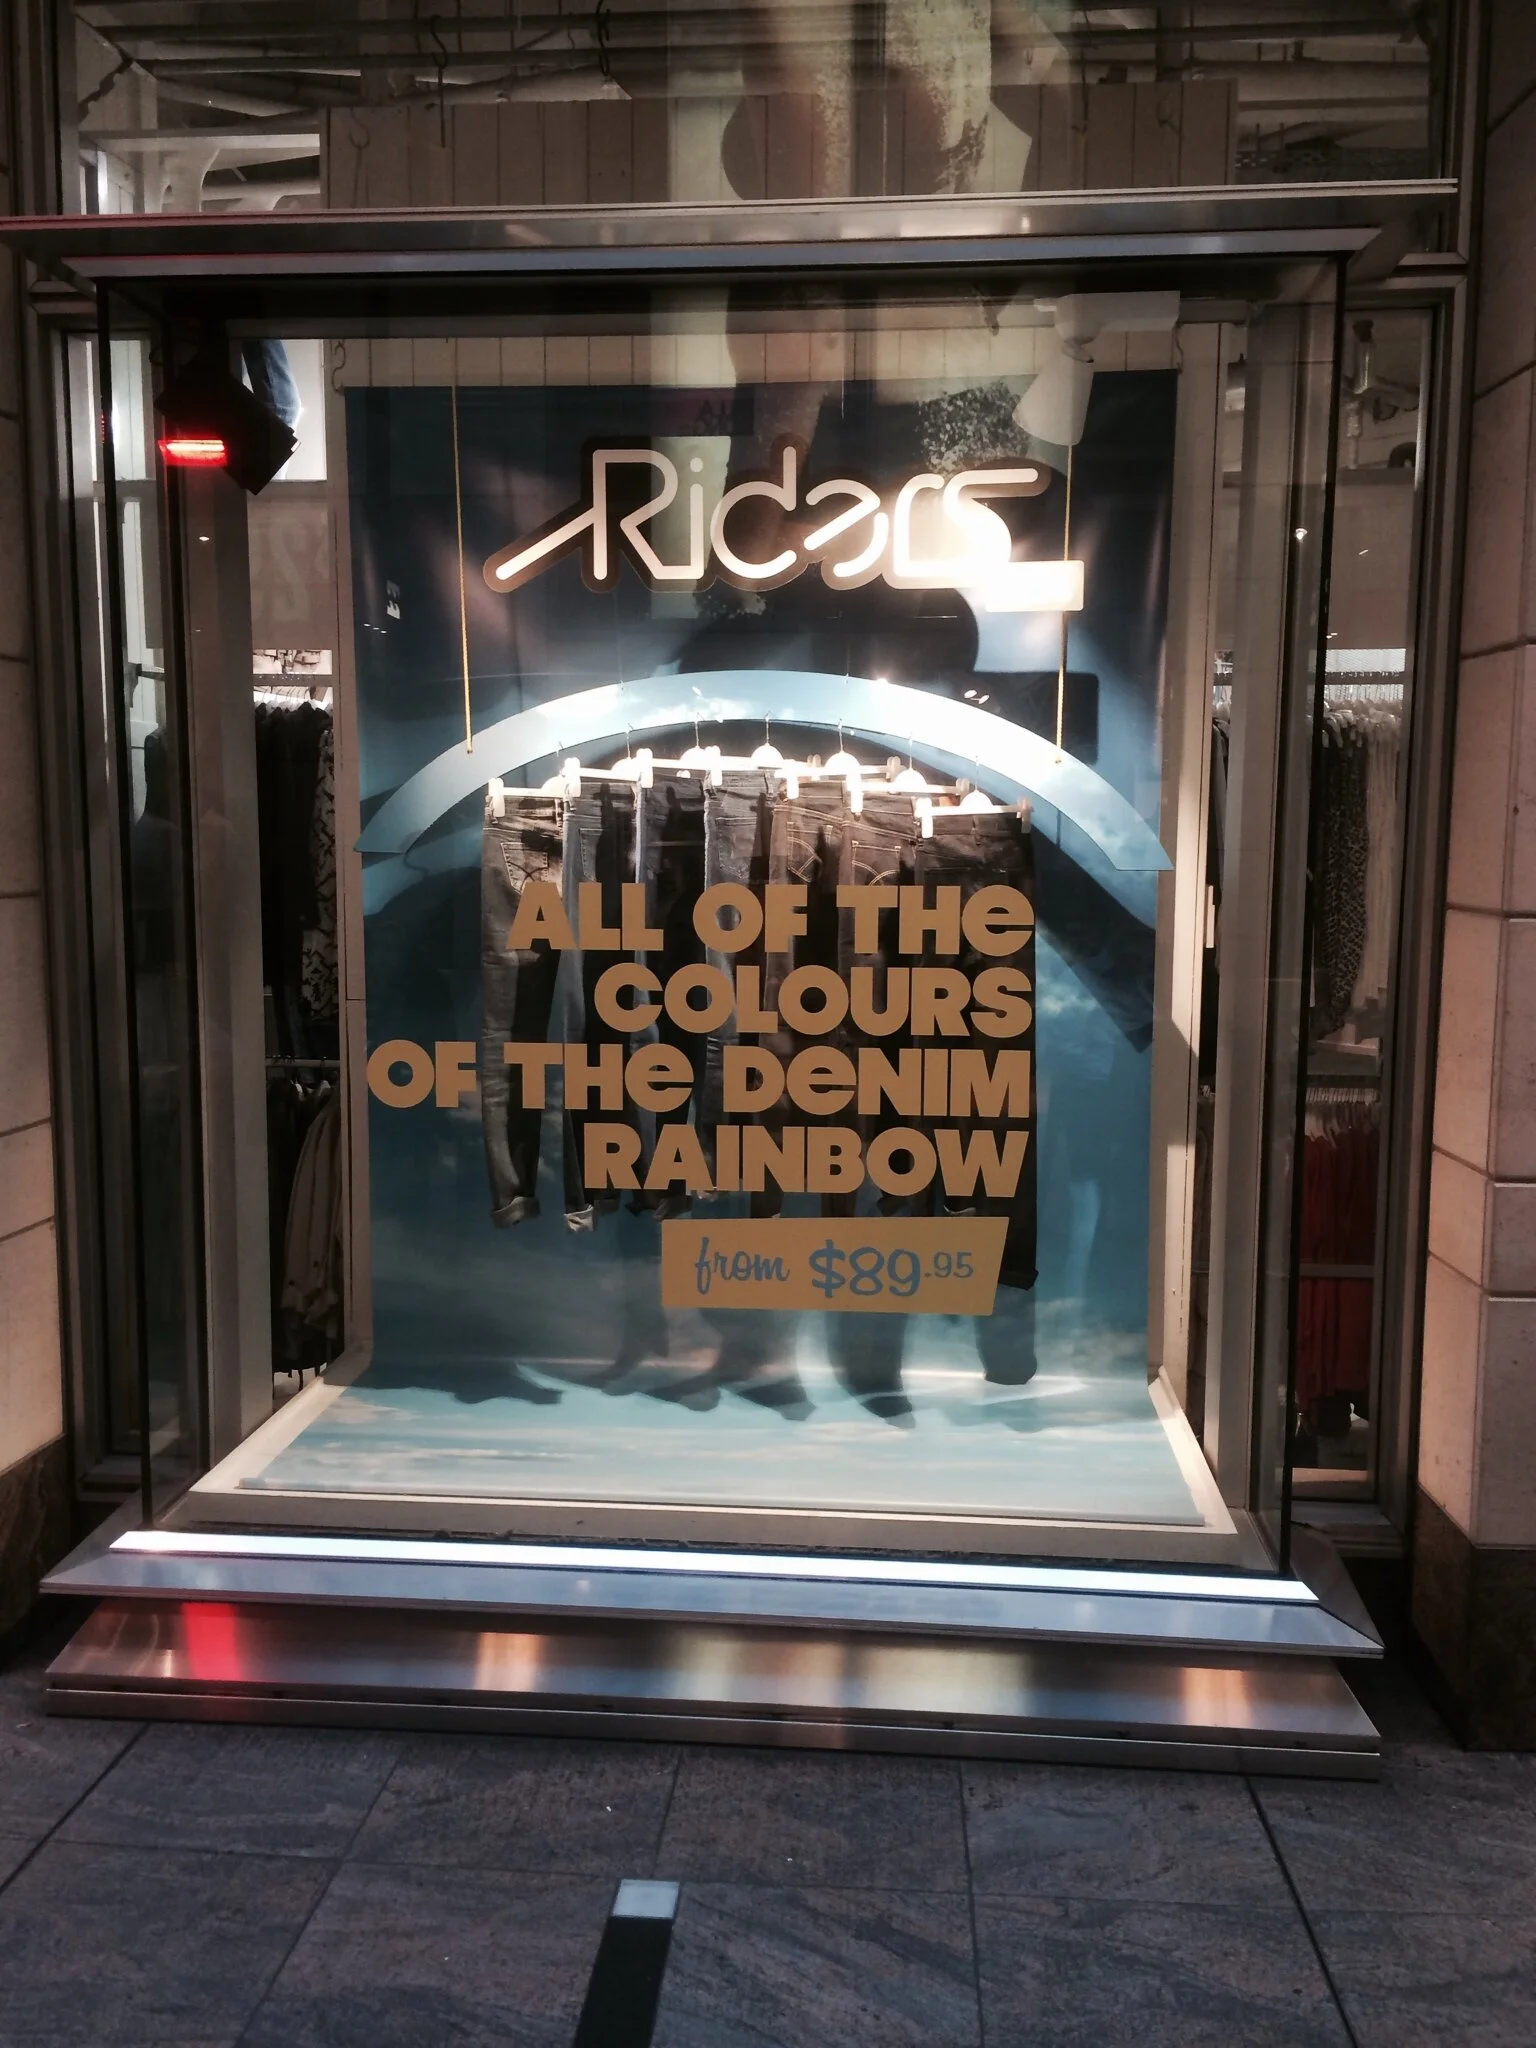 Riders
ALL OF THe
COLOURS
OF THe DeNIM
RAINBOW
from $89.95